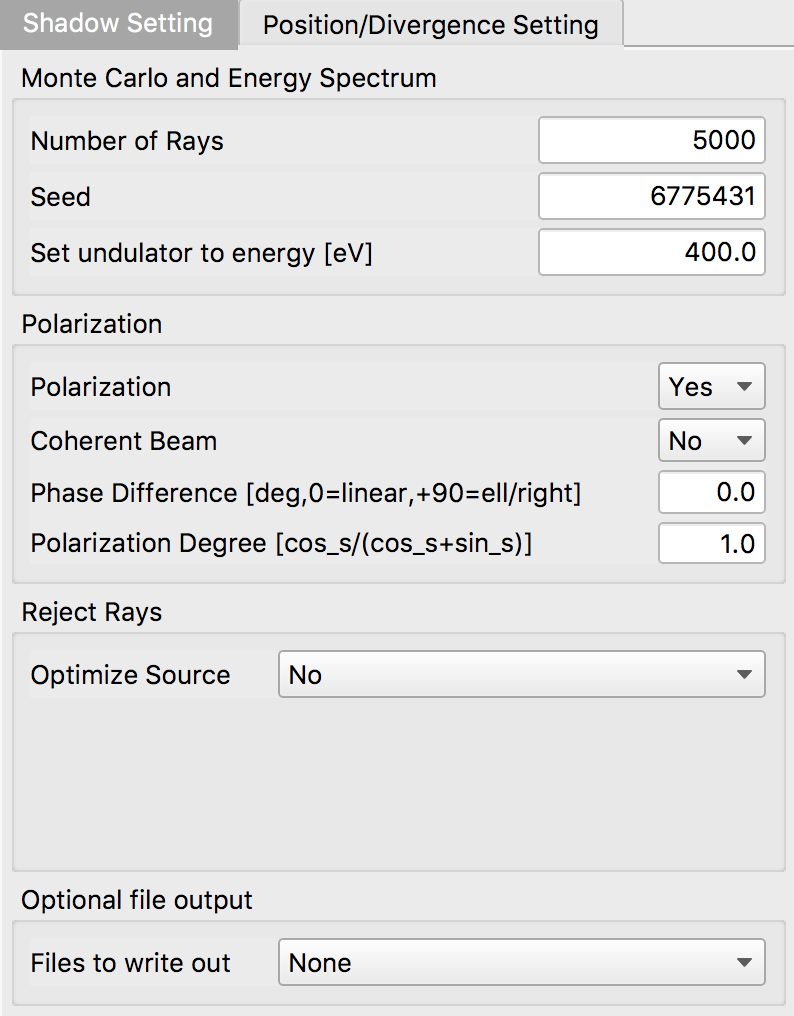 Shadow Setting Position/Divergence Setting
Monte Carlo and Energy Spectrum
Number of Rays 5000
Seed 6775431
Set undulator to energy [eV] 400.0
Polarization
Polarization Yes
Coherent Beam No
Phase Difference [deg,0=linear,+90=ell/right] 0.0
Polarization Degree [cos_s/(cos_s+sin_s)] 1.0
Reject Rays
Optimize Source No
Optional file output
Files to write out None